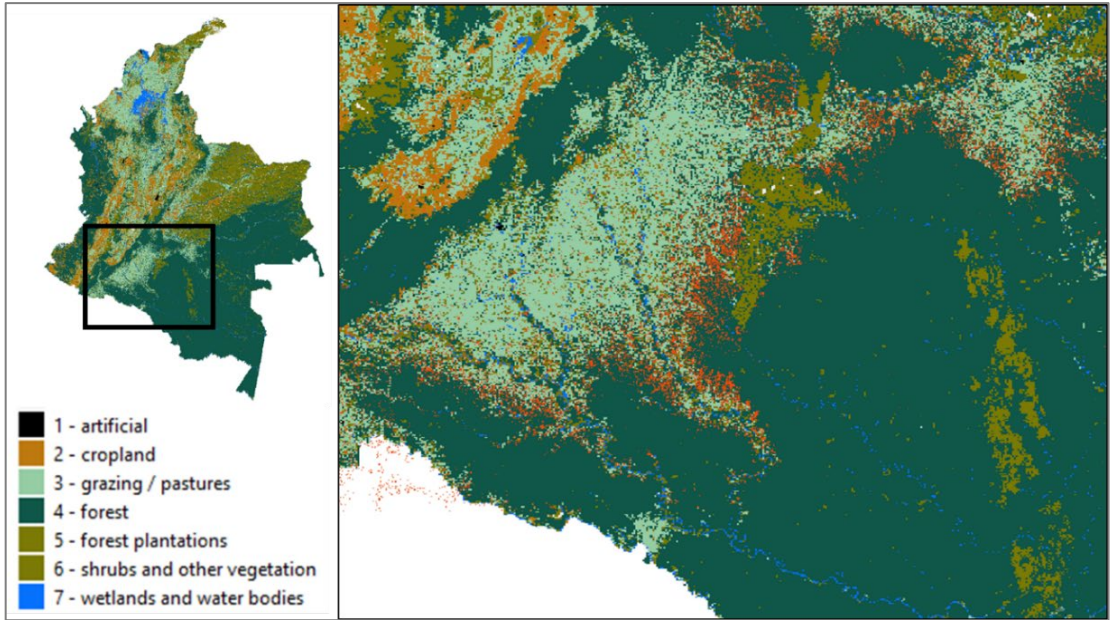 1 - artificial
2 - cropland
3 - grazing / pastures
4 - forest
5 - forest plantations
6 - shrubs and other vegetation
7 - wetlands and water bodies